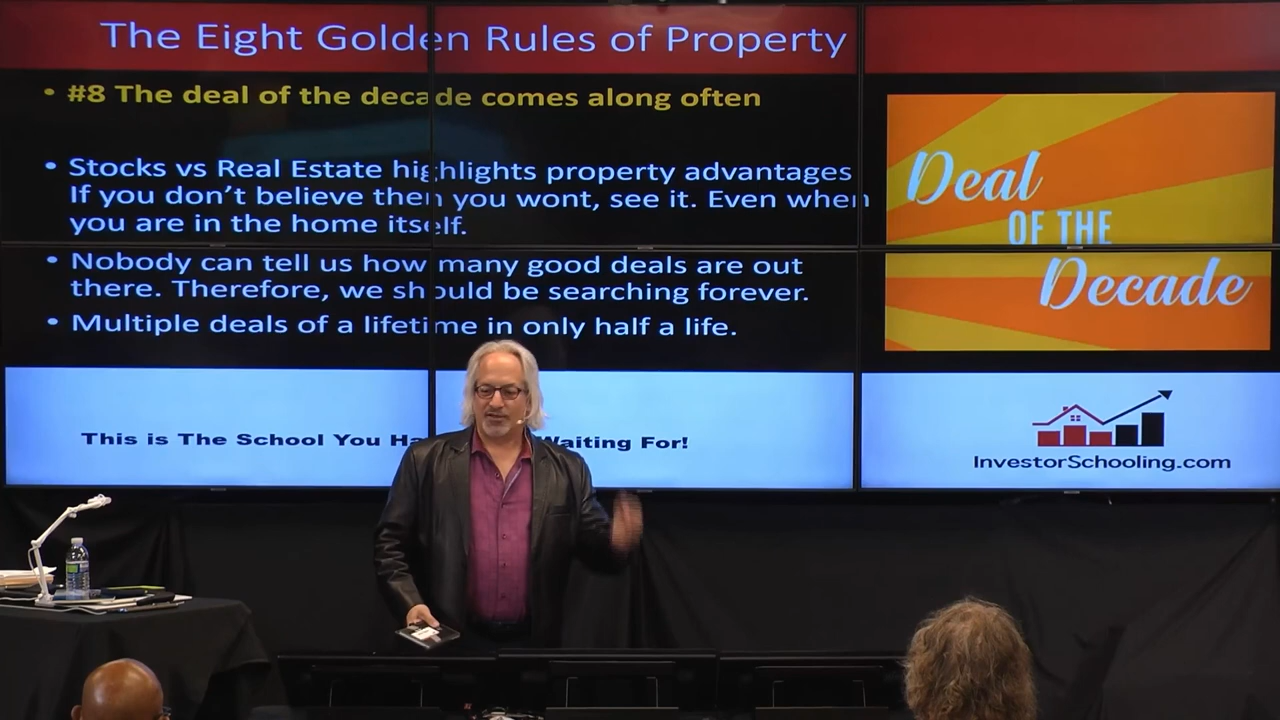 The Eight Golden Rules of Property
• #8 The deal of the decade comes along often
• Stocks vs Real Estate highlights property advantages
If you don't believe then you wont, see it. Even when
you are in the home itself.
• Nobody can tell us how many good deals are out
there. Therefore, we should be searching forever.
• Multiple deals of a lifetime in only half a life.
Deal
OF THE
Decade
This is The School You Ha Waiting For!
InvestorSchooling.com